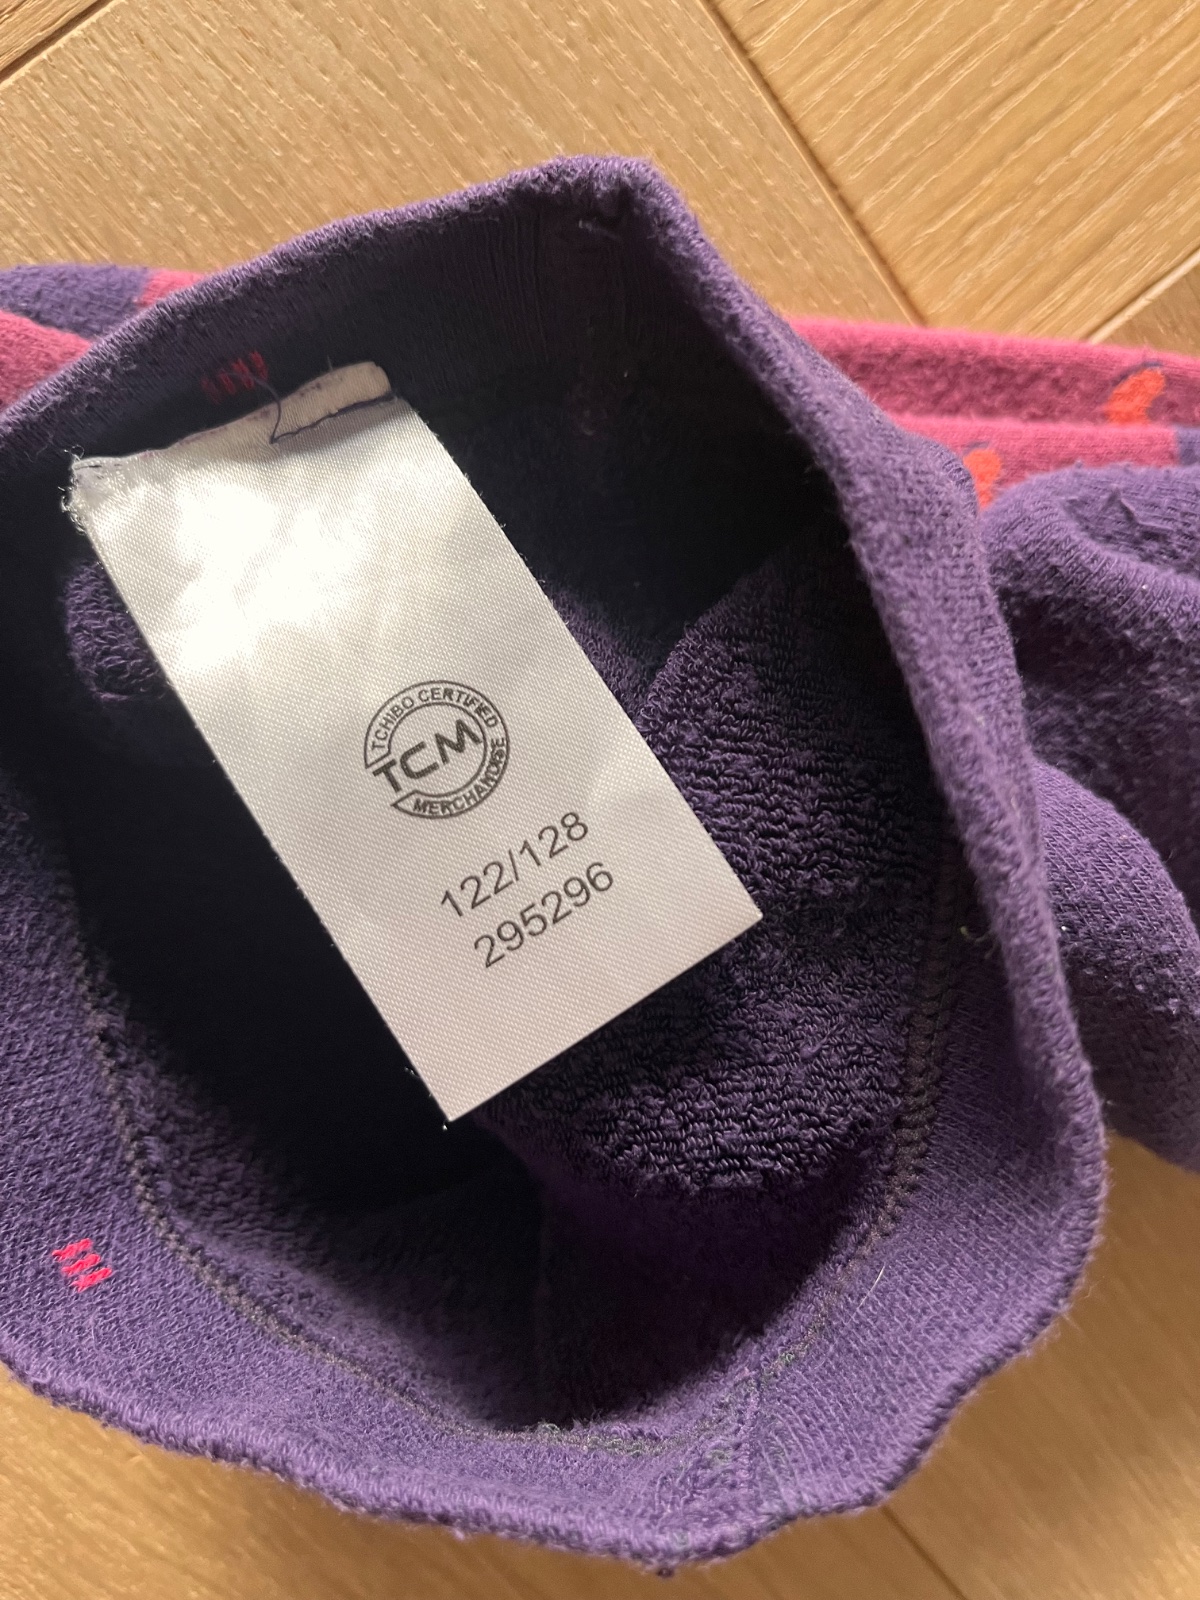 TCHIBO CERTIFIED
TCM
MERCHANDISE
122/128
295296